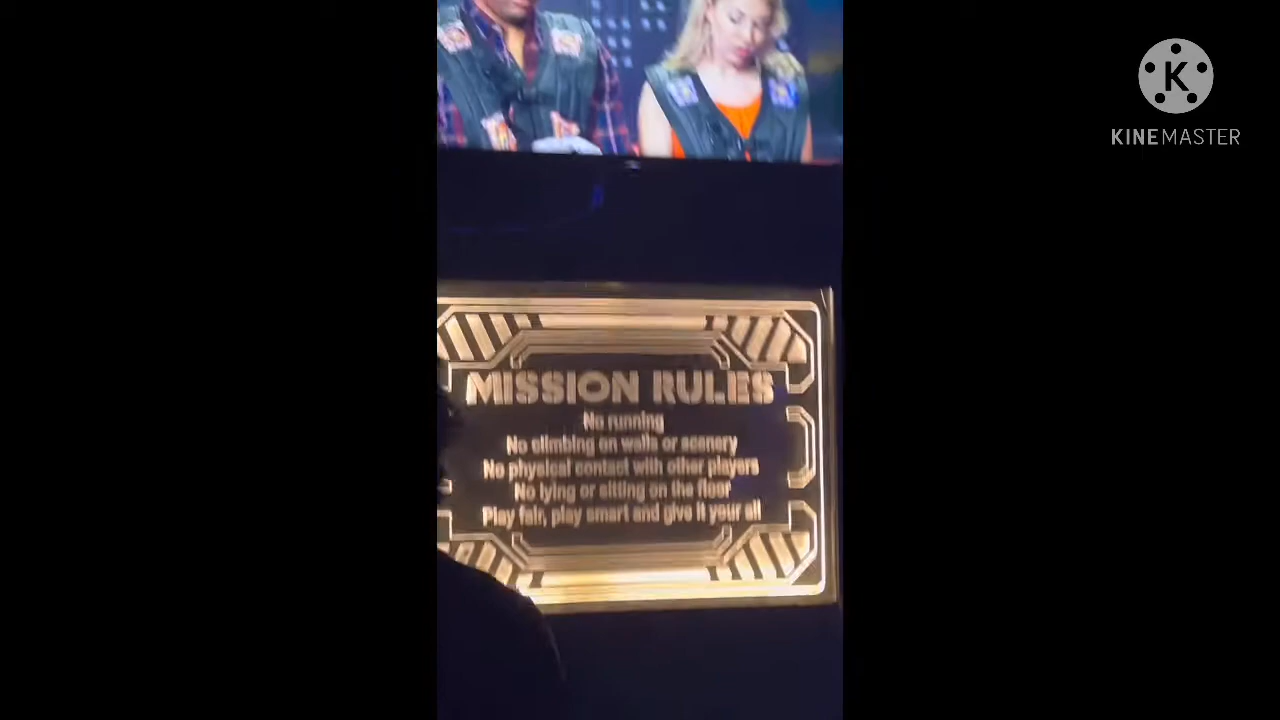 K
KINEMASTER
MISSION RULES
No running
No climbing on walls or scenery
No physical contact with other players
No lying or sitting on the floor
Play fair, play smart and give it your all